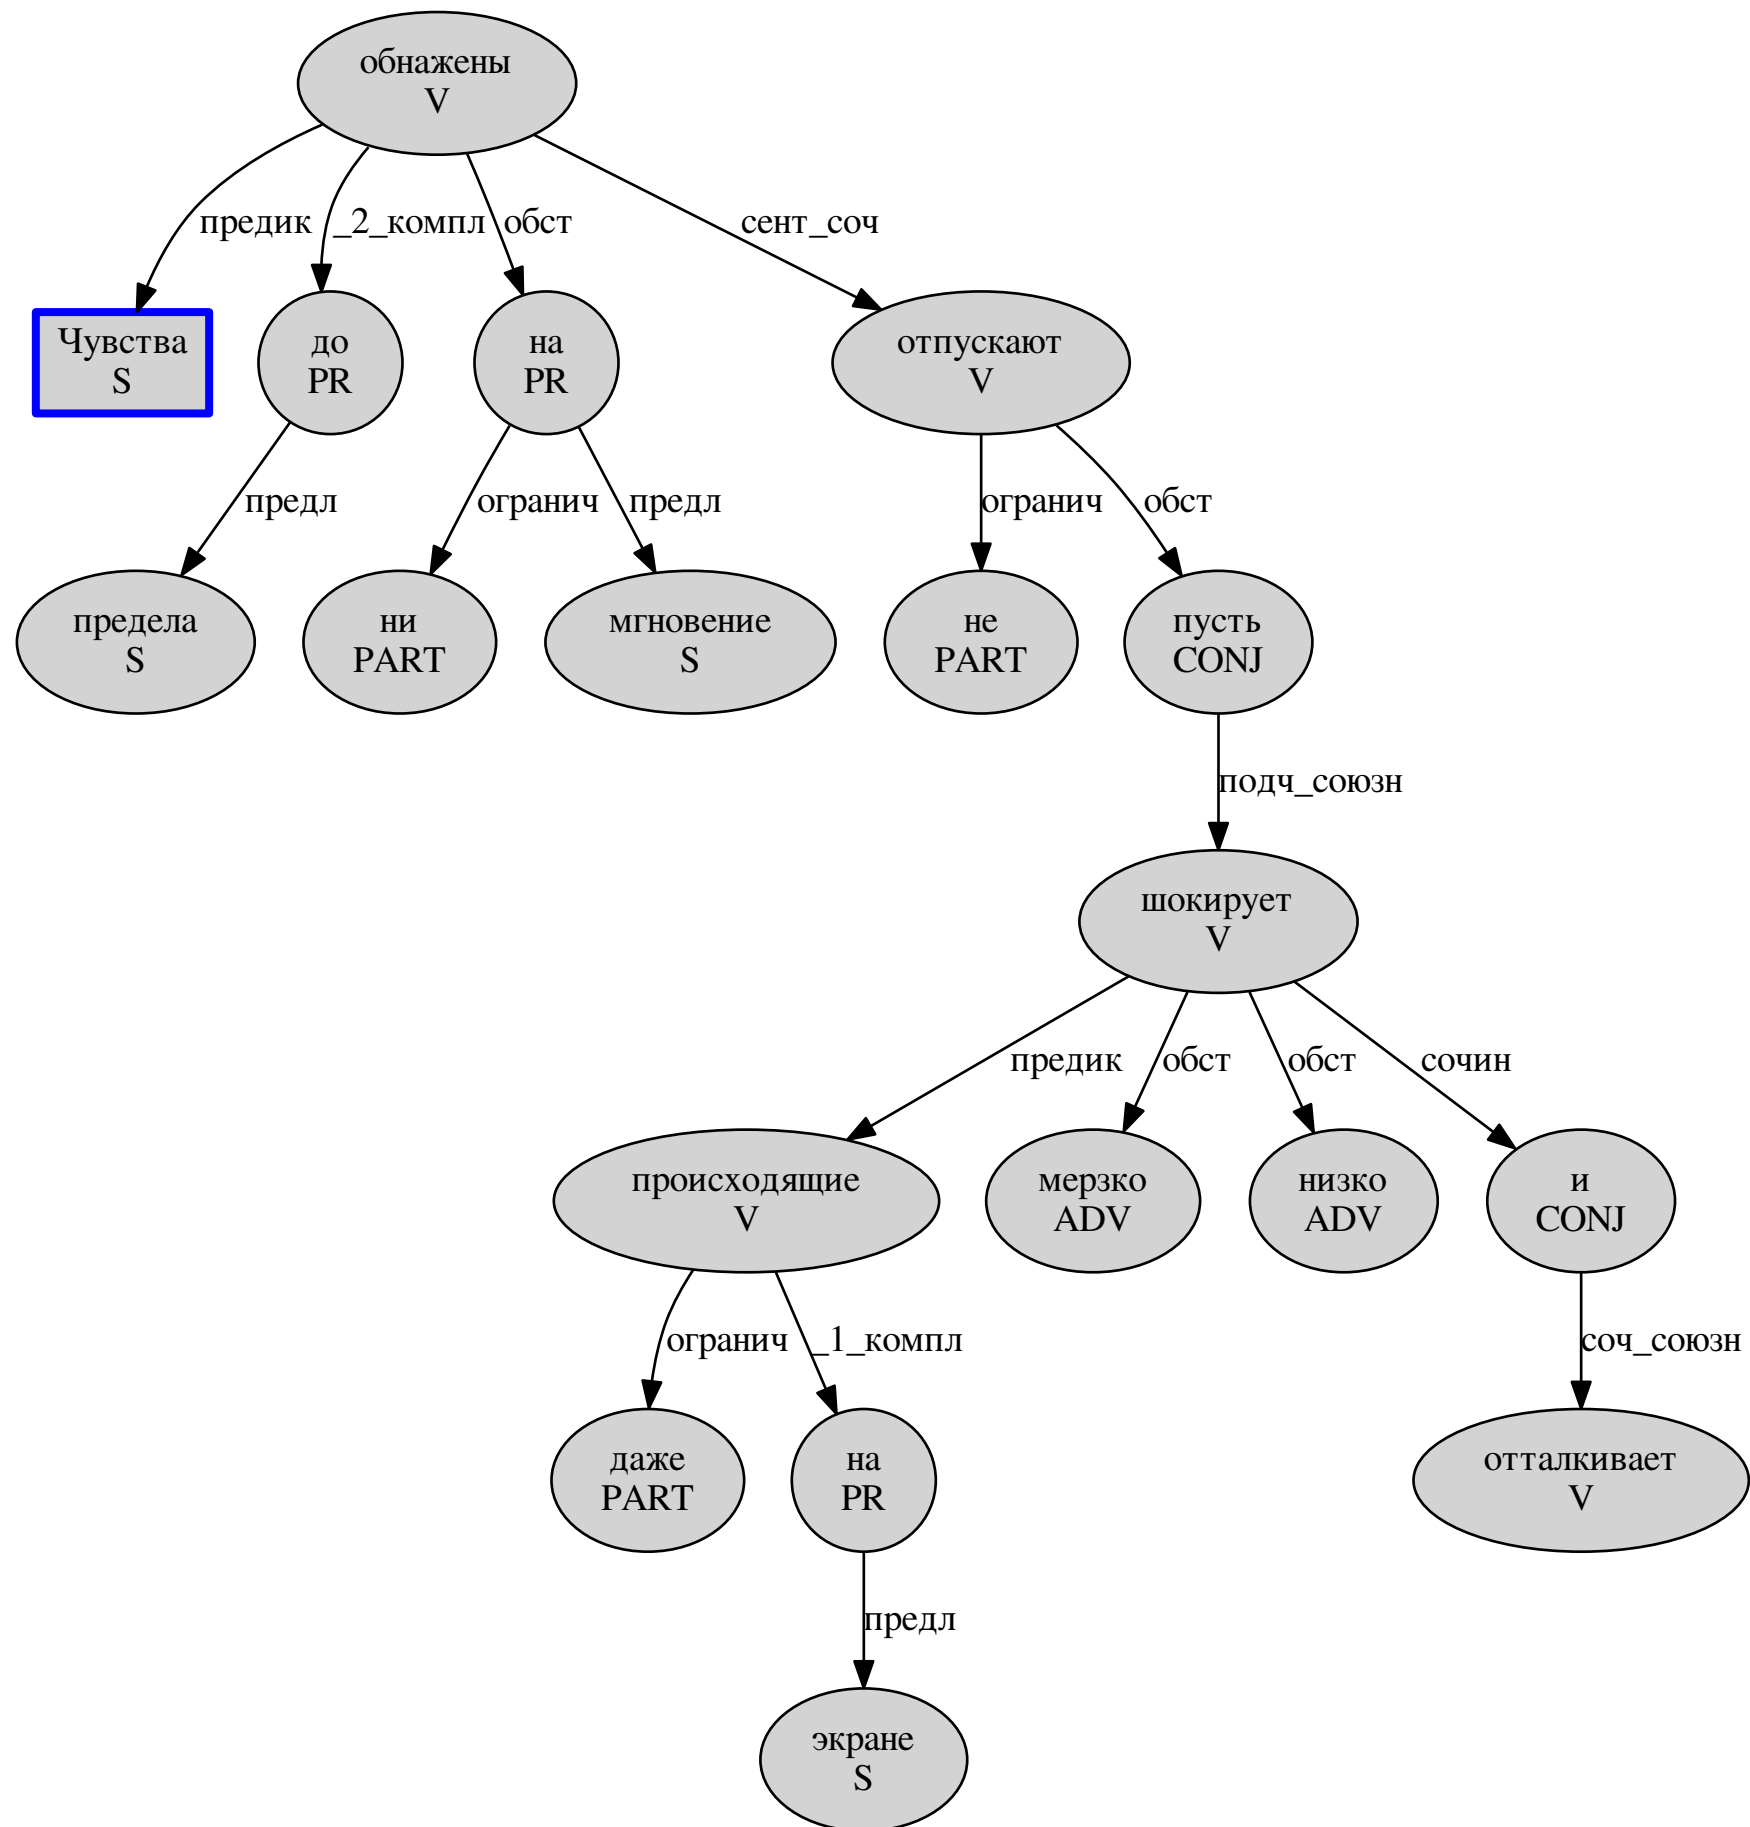 обнажены
V
предик
_2_компл
обст
сент_соч
Чувства
S
до
PR
на
PR
отпускают
V
предл
огранич
предл
огранич
обст
предела
S
ни
PART
мгновение
S
не
PART
пусть
CONJ
подч_союзн
шокирует
V
предик
обст
обст
сочин
происходящие
V
мерзко
ADV
низко
ADV
и
CONJ
огранич
_1_компл
соч_союзн
даже
PART
на
PR
отталкивает
V
предл
экране
S